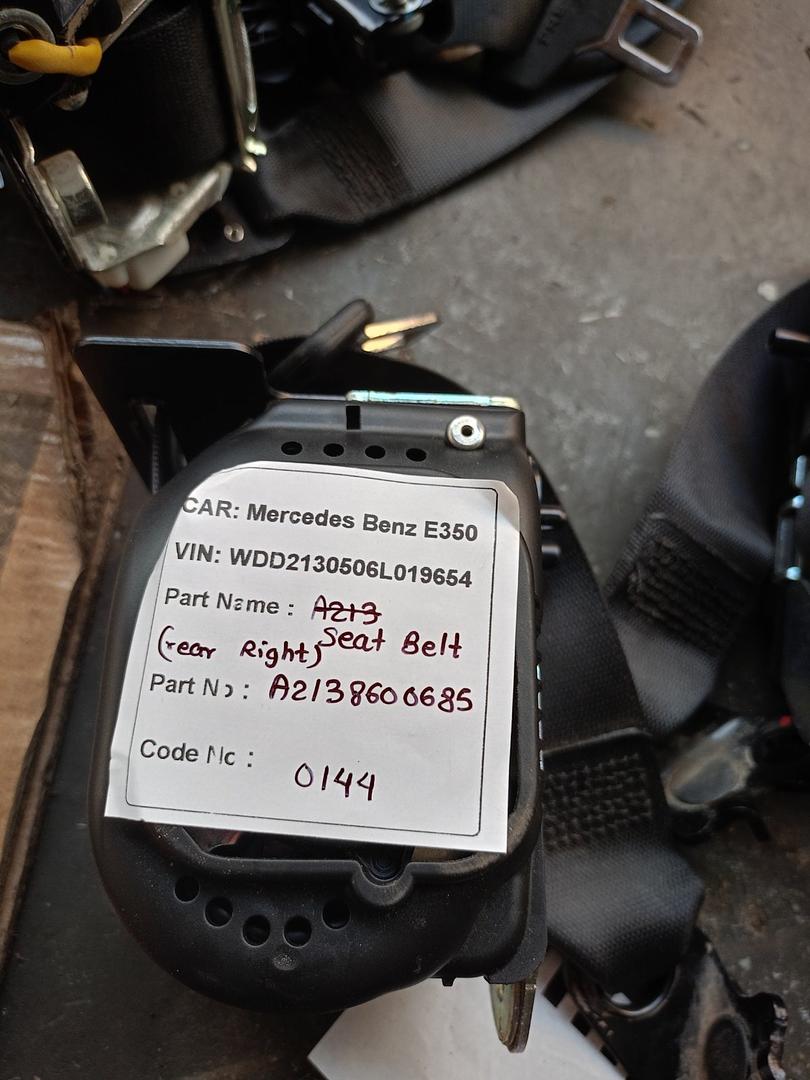 PRE
CAR: Mercedes Benz E350
VIN: WDD2130506L019654
Part Name : A213
(rear Right) Seat Belt
Part No : A2138600685
Code No : 0144